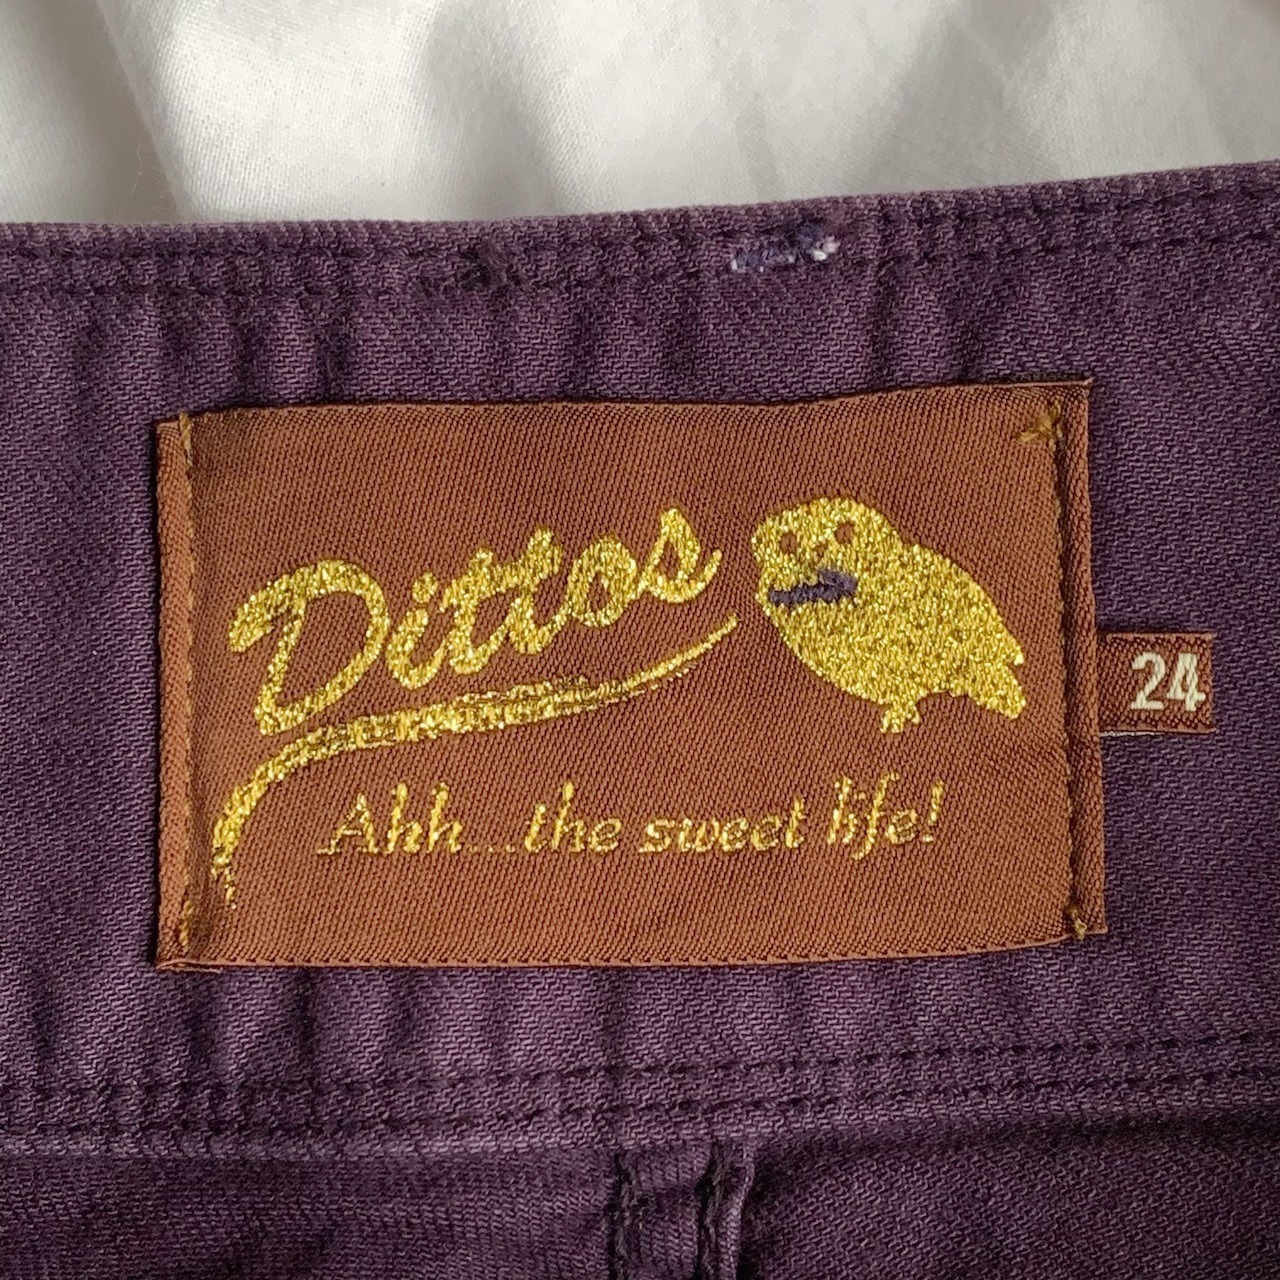 Dittos
24
Ahh...the sweet life!